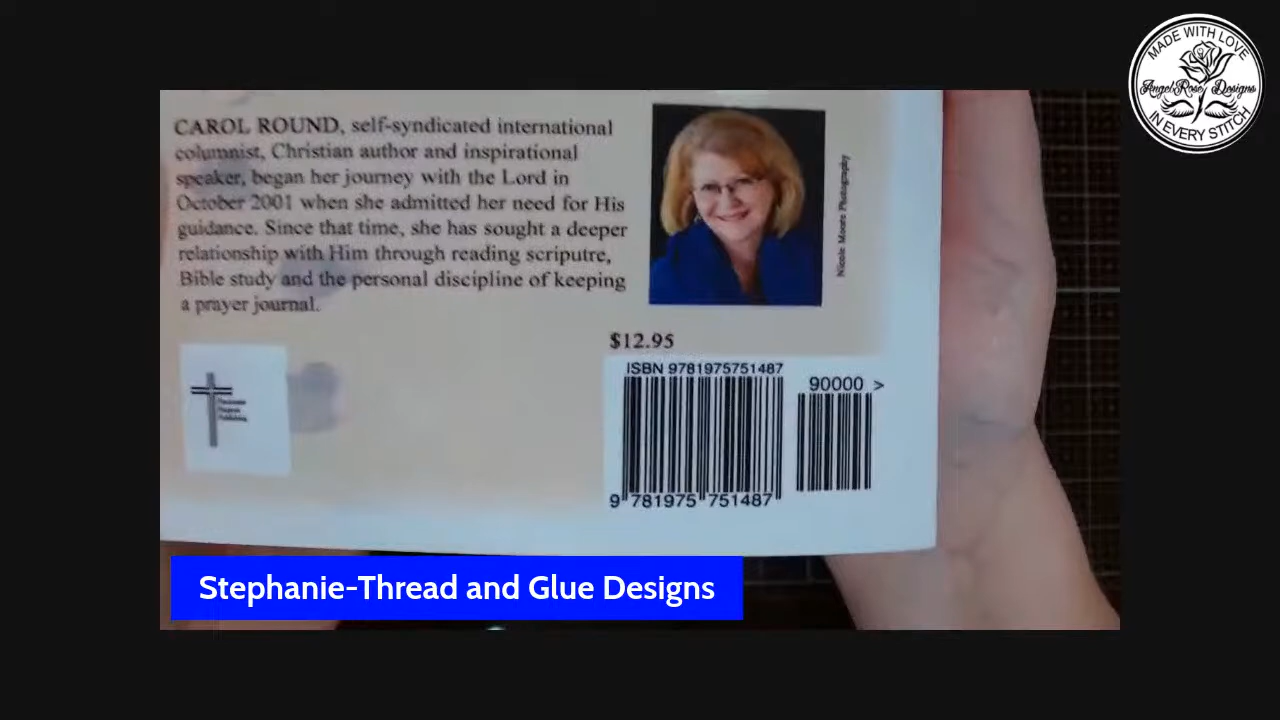 MADE WITH LOVE
AngelRose Designs
IN EVERY STITCH
CAROL ROUND, self-syndicated international
columnist, Christian author and inspirational
speaker, began her journey with the Lord in
October 2001 when she admitted her need for His
guidance. Since that time, she has sought a deeper
relationship with Him through reading scriputre,
Bible study and the personal discipline of keeping
a prayer journal.
Nicole Moore Photography
$12.95
ISBN 9781975751487
90000 >
9 781975 751487
Stephanie-Thread and Glue Designs